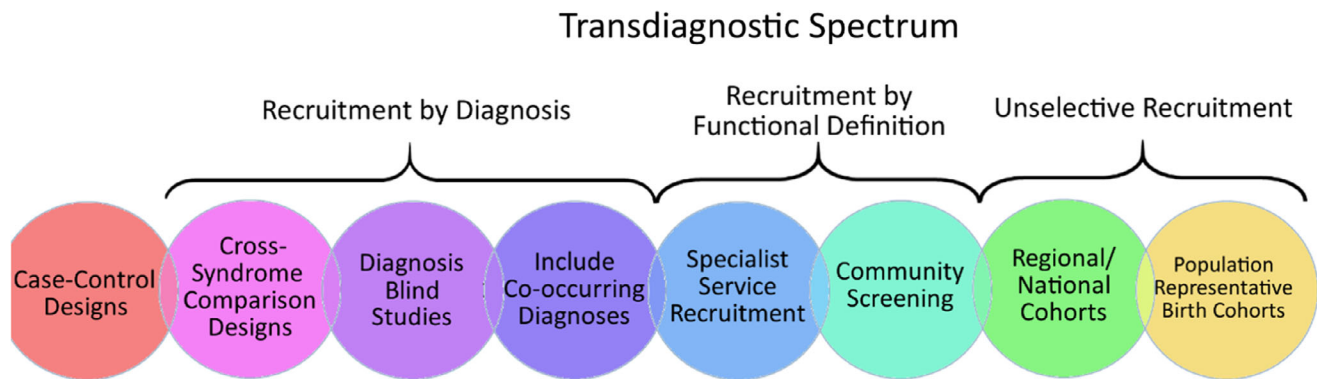 Transdiagnostic Spectrum
Recruitment by Diagnosis
Recruitment by
Functional Definition
Unselective Recruitment
Case-Control
Designs
Cross-
Syndrome
Comparison
Designs
Diagnosis
Blind
Studies
Include
Co-occurring
Diagnoses
Specialist
Service
Recruitment
Community
Screening
Regional/
National
Cohorts
Population
Representative
Birth Cohorts